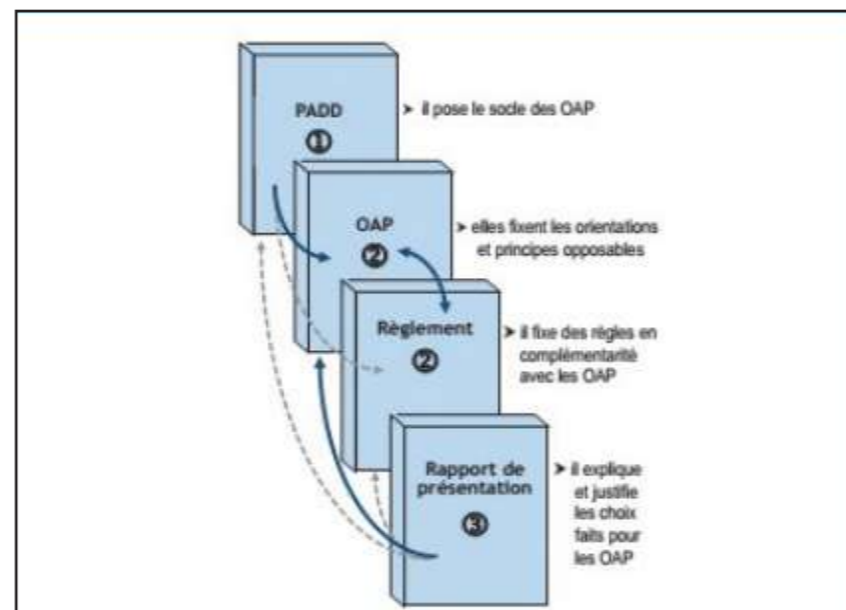 PADD
①
➤ il pose le socle des OAP
OAP
②
➤ elles fixent les orientations
et principes opposables
Règlement
②
➤ il fixe des règles en
complémentarité
avec les OAP
Rapport de
présentation
③
➤ il explique
et justifie
les choix
faits pour
les OAP